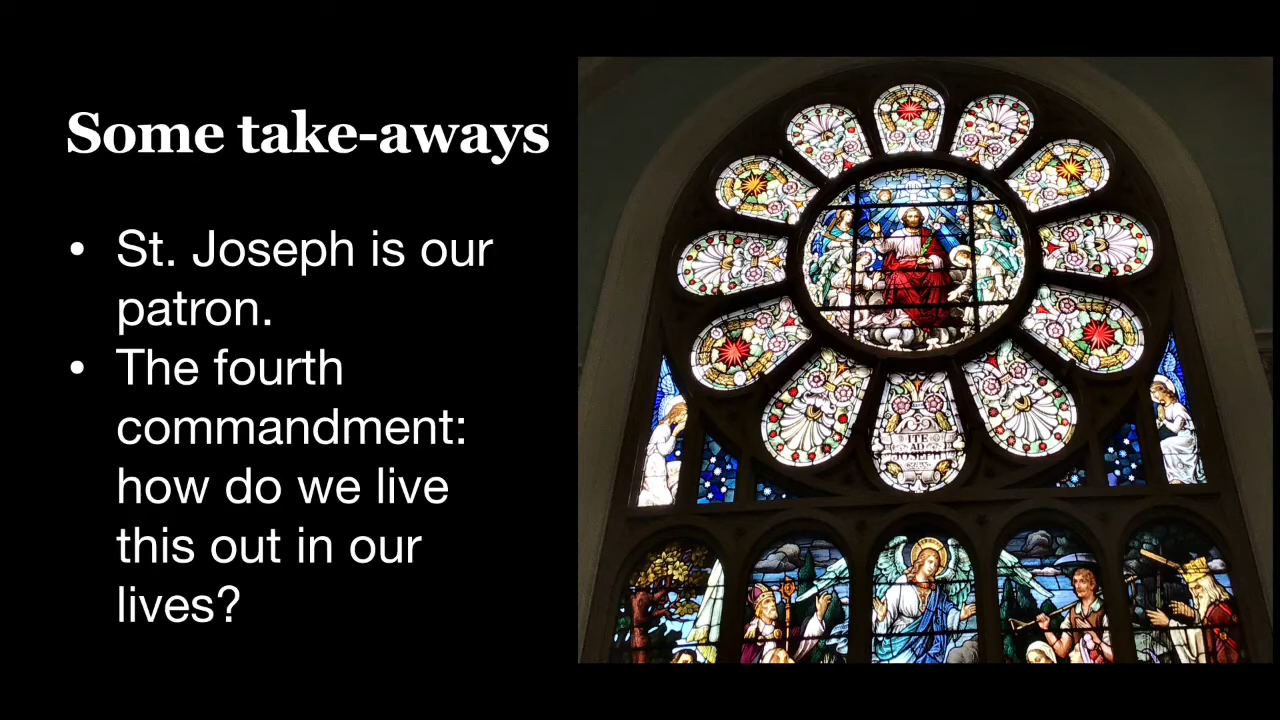 Some take-aways
• St. Joseph is our
patron.
• The fourth
commandment:
how do we live
this out in our
lives?
ITE
AD
JOSEPH